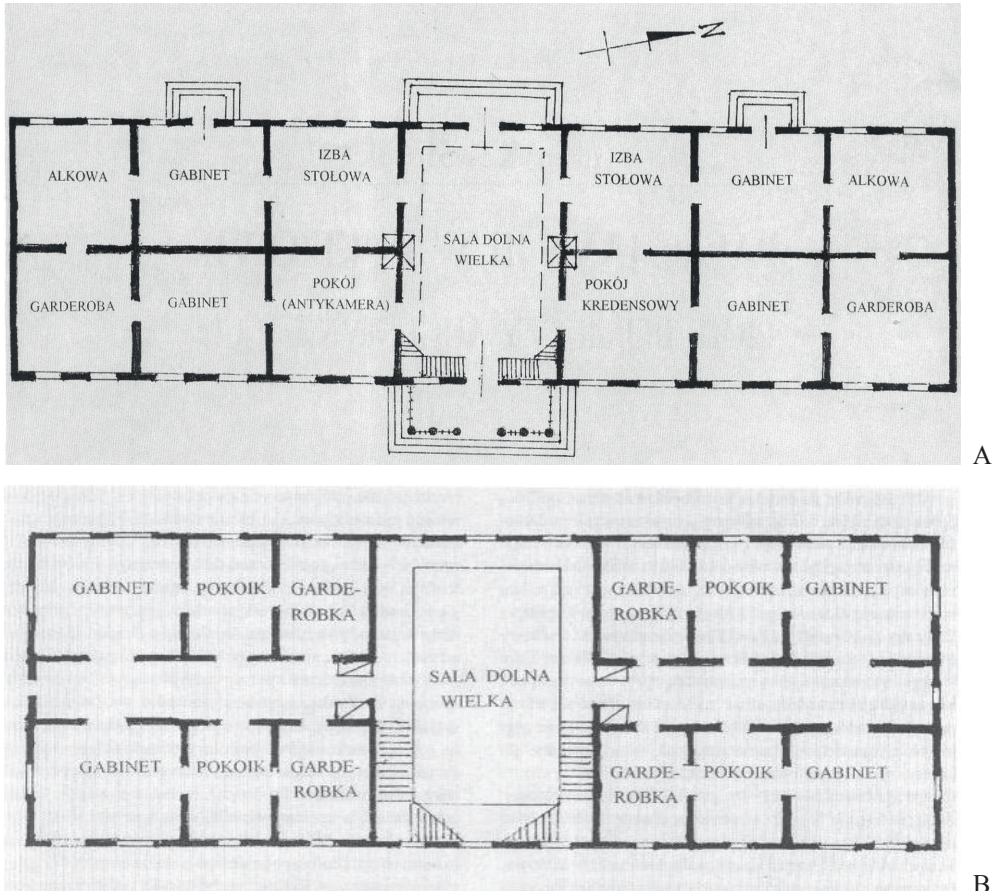 N
ALKOWA
GABINET
IZBA
STOŁOWA
IZBA
STOŁOWA
GABINET
ALKOWA
SALA DOLNA
WIELKA
GARDEROBA
GABINET
POKÓJ
(ANTYKAMERA)
POKÓJ
KREDENSOWY
GABINET
GARDEROBA
A
GABINET
POKOIK
GARDE-
ROBKA
GARDE-
ROBKA
POKOIK
GABINET
SALA DOLNA
WIELKA
GABINET
POKOIK
GARDE-
ROBKA
GARDE-
ROBKA
POKOIK
GABINET
B